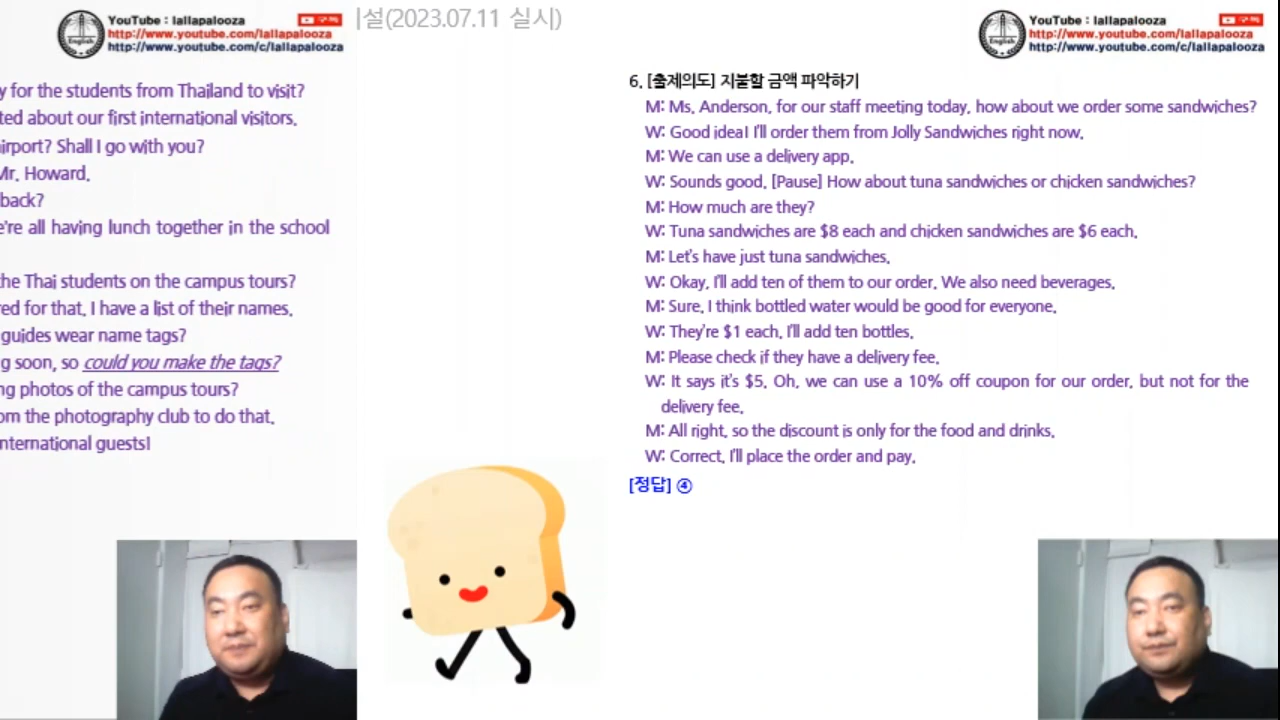 YouTube : lallapalooza
구독
http://www.youtube.com/lallapalooza
http://www.youtube.com/c/lallapalooza
English
설(2023.07.11 실시)
for the students from Thailand to visit?
about our first international visitors.
Shall I go with you?
Mr. Howard.
back?
all having lunch together in the school
the Thai students on the campus tours?
for that. I have a list of their names.
guides wear name tags?
soon, so could you make the tags?
photos of the campus tours?
the photography club to do that.
guests!
YouTube : lallapalooza
구독
http://www.youtube.com/lallapalooza
http://www.youtube.com/c/lallapalooza
English
6. [출제의도] 지불할 금액 파악하기
M: Ms. Anderson, for our staff meeting today, how about we order some sandwiches?
W: Good idea! I'll order them from Jolly Sandwiches right now.
M: We can use a delivery app.
W: Sounds good. [Pause] How about tuna sandwiches or chicken sandwiches?
M: How much are they?
W: Tuna sandwiches are $8 each and chicken sandwiches are $6 each.
M: Let's have just tuna sandwiches.
W: Okay. I'll add ten of them to our order. We also need beverages.
M: Sure. I think bottled water would be good for everyone.
W: They're $1 each. I'll add ten bottles.
M: Please check if they have a delivery fee.
W: It says it's $5. Oh, we can use a 10% off coupon for our order, but not for the
delivery fee.
M: All right, so the discount is only for the food and drinks.
W: Correct. I'll place the order and pay.
[정답] ④